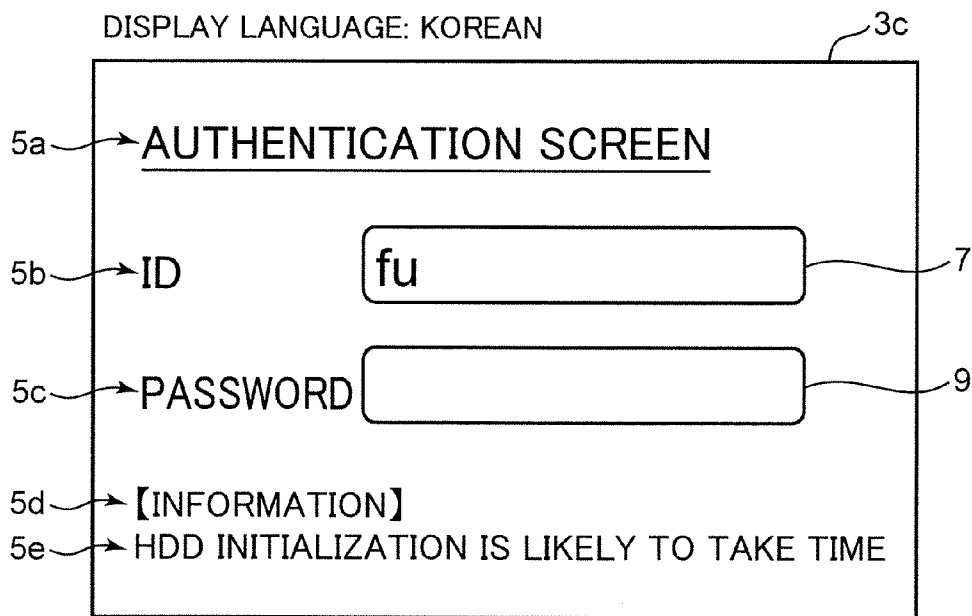 DISPLAY LANGUAGE: KOREAN
3c
5a AUTHENTICATION SCREEN
5b ID fu 7
5c PASSWORD 9
5d 【INFORMATION】
5e HDD INITIALIZATION IS LIKELY TO TAKE TIME